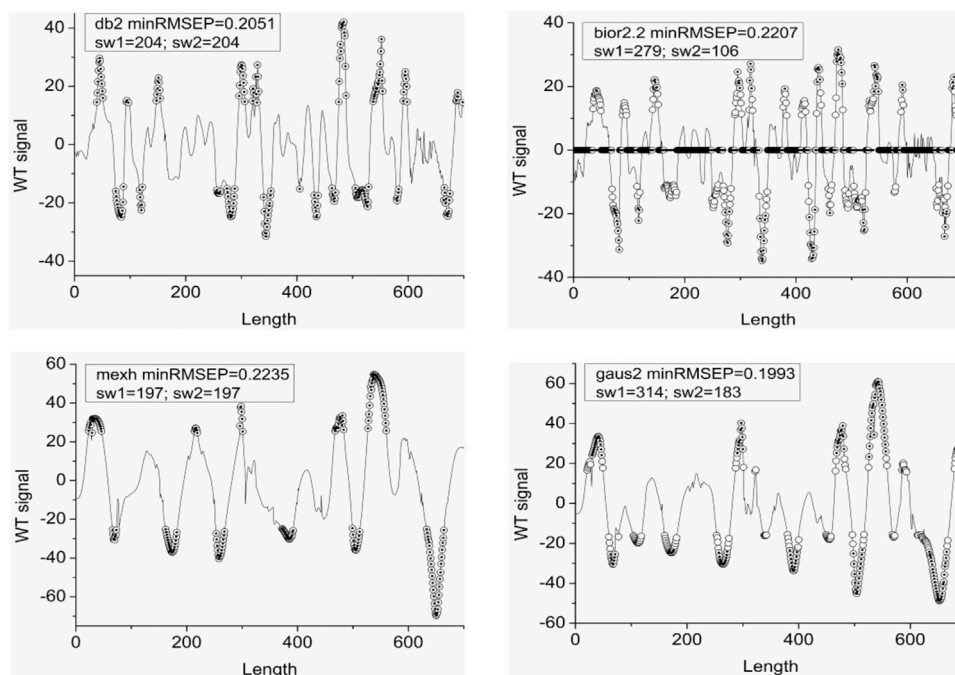 db2 minRMSEP=0.2051
sw1=204; sw2=204
WT signal
40
20
0
-20
-40
0 200 400 600
Length
bior2.2 minRMSEP=0.2207
sw1=279; sw2=106
WT signal
40
20
0
-20
-40
0 200 400 600
Length
mexh minRMSEP=0.2235
sw1=197; sw2=197
WT signal
60
40
20
0
-20
-40
-60
0 200 400 600
Length
gaus2 minRMSEP=0.1993
sw1=314; sw2=183
WT signal
60
40
20
0
-20
-40
-60
0 200 400 600
Length